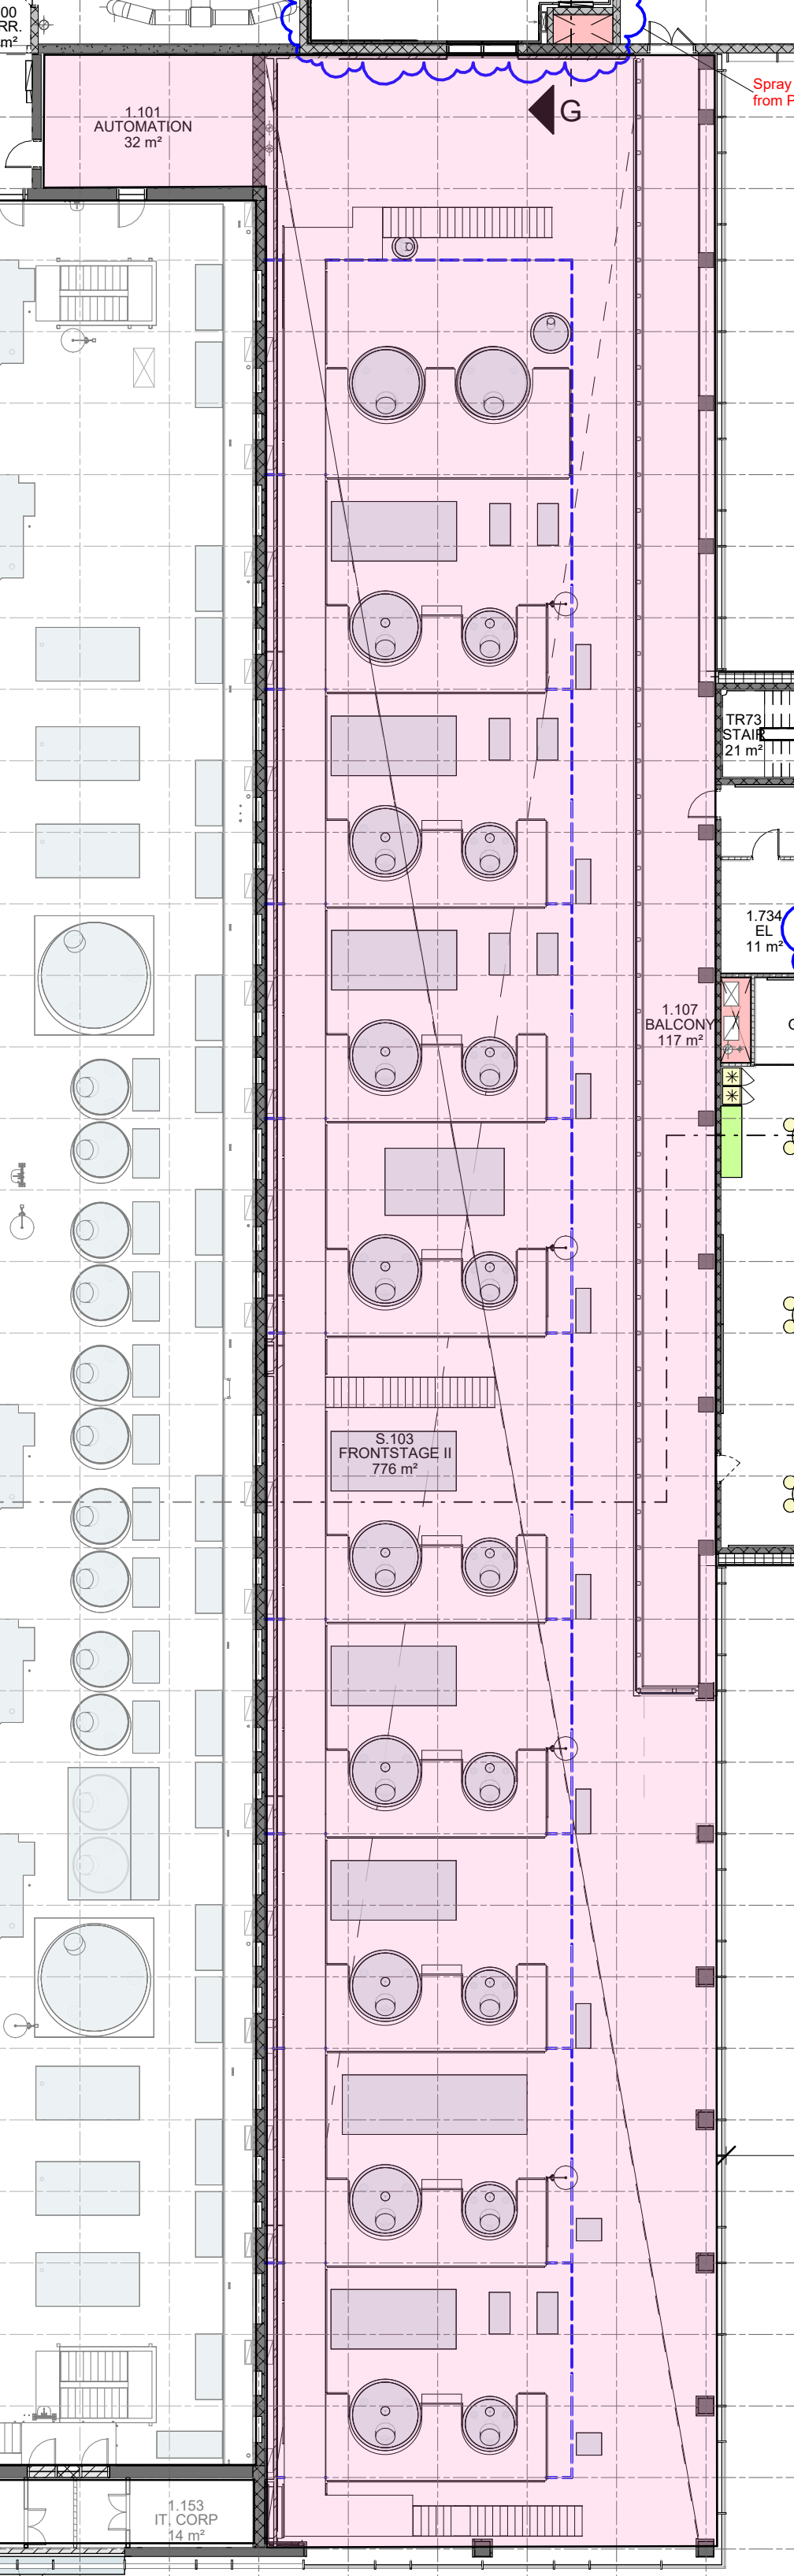 00
RR.
m²
Spray
from P
G
1.101
AUTOMATION
32 m²
TR73
STAIR
21 m²
1.734
EL
11 m²
1.107
BALCONY
117 m²
S.103
FRONTSTAGE II
776 m²
1.153
IT. CORP
14 m²